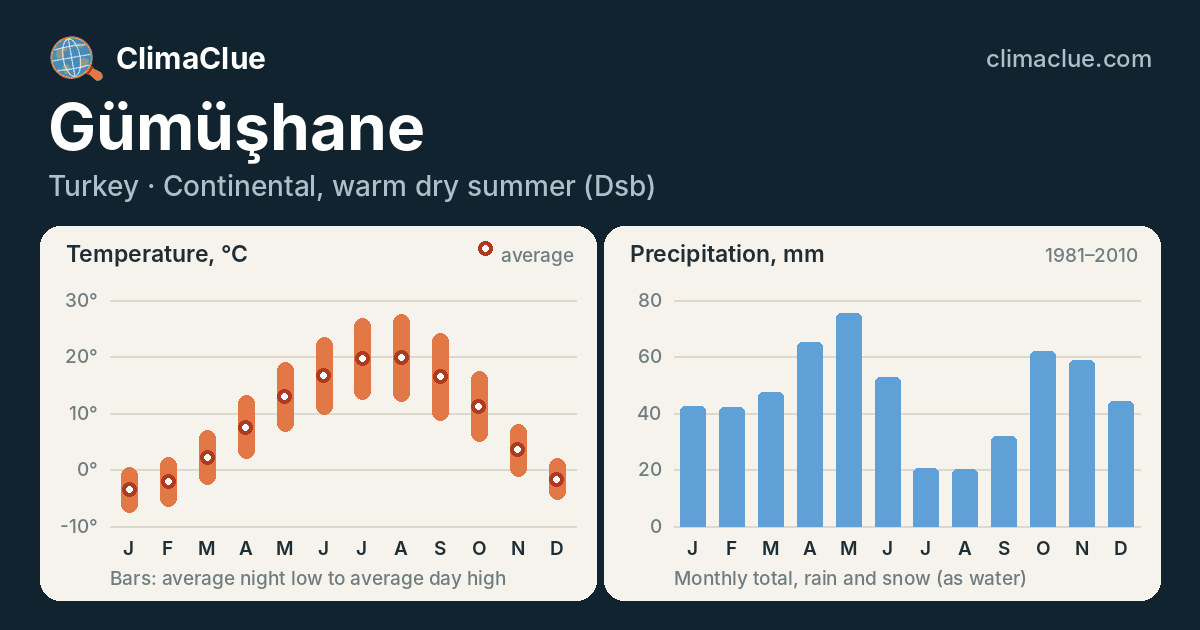 ClimaClue
climaclue.com
Gümüşhane
Turkey · Continental, warm dry summer (Dsb)
Temperature, °C
average
30°
20°
10°
0°
-10°
J F M A M J J A S O N D
Bars: average night low to average day high
Precipitation, mm
1981–2010
80
60
40
20
0
J F M A M J J A S O N D
Monthly total, rain and snow (as water)